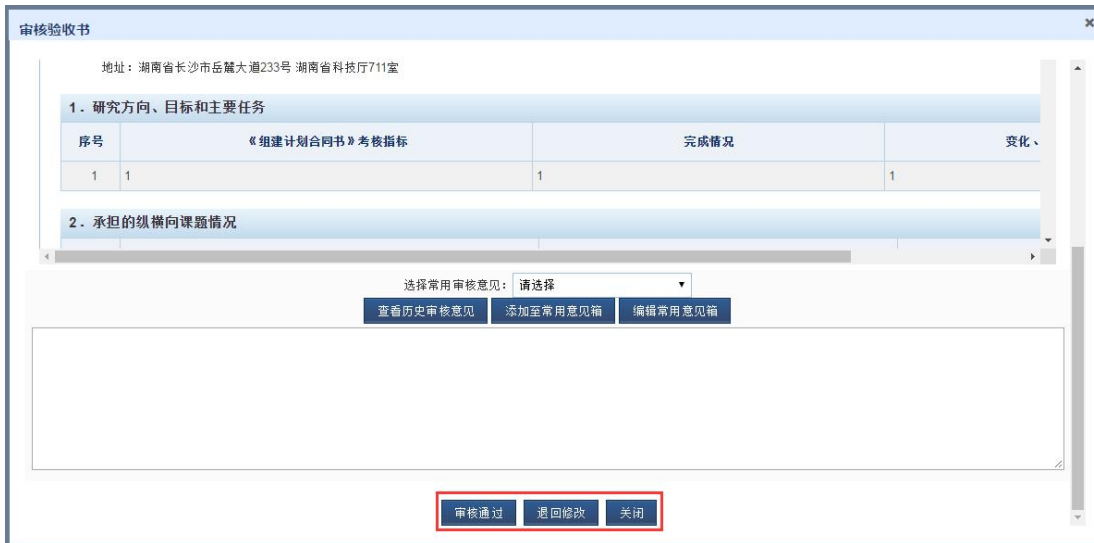 审核验收书
地址：湖南省长沙市岳麓大道233号 湖南省科技厅711室
1．研究方向、目标和主要任务
序号 《组建计划合同书》考核指标 完成情况 变化、
1 1 1 1
2．承担的纵横向课题情况
选择常用审核意见： 请选择
查看历史审核意见 添加至常用意见箱 编辑常用意见箱
审核通过 退回修改 关闭